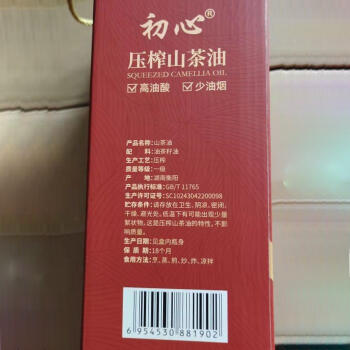 初心®
压榨山茶油
SQUEEZED CAMELLIA OIL
☑高油酸 ☑少油烟
产品名称:山茶油
配 料:油茶籽油
生产工艺:压榨
质量等级:一级
产 地:湖南衡阳
产品执行标准:GB/T 11765
生产许可证号:SC10243042200098
贮存条件:请存放在卫生、阴凉、密闭、
干燥、避光处,低温下有可能出现少量
絮状物,这是压榨山茶油的特性,不影
响质量。
生产日期:见盒内瓶身
保 质 期:18个月
食用方法:烹、蒸、煎、炒、炸、凉拌
6 954530 881902